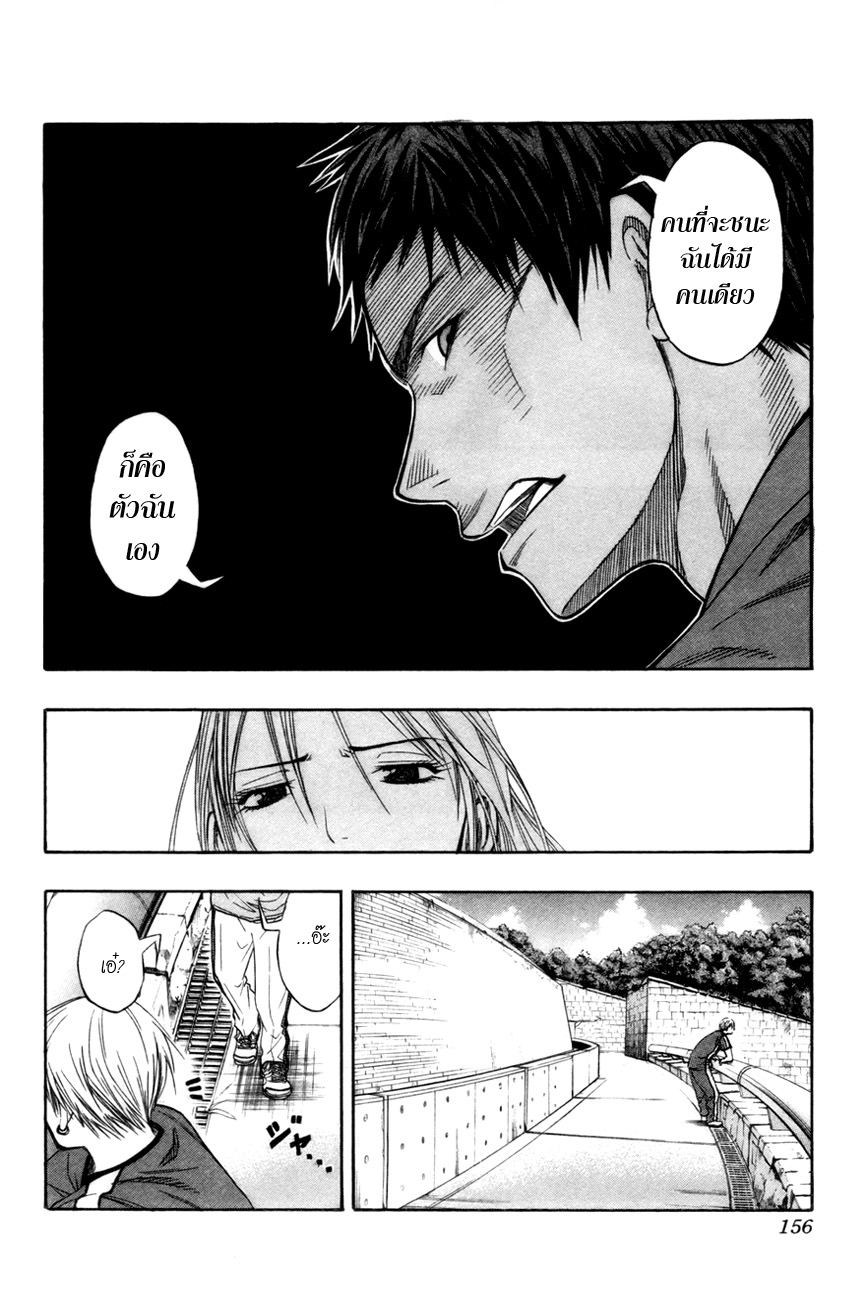 คนที่จะชนะ
ฉันได้มี
คนเดียว
ก็คือ
ตัวฉัน
เอง
...อ๊ะ
เอ๋?
ジャ...
156